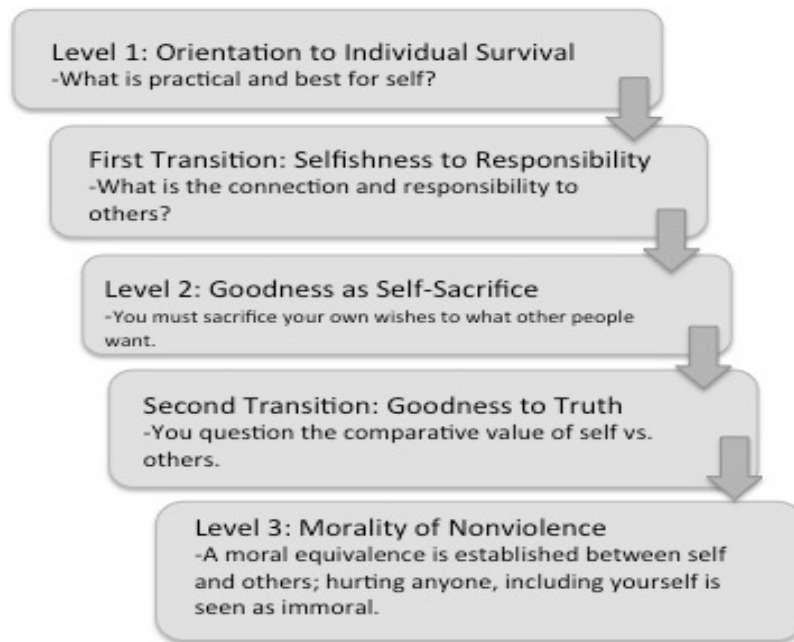 Level 1: Orientation to Individual Survival
-What is practical and best for self?
First Transition: Selfishness to Responsibility
-What is the connection and responsibility to
others?
Level 2: Goodness as Self-Sacrifice
-You must sacrifice your own wishes to what other people
want.
Second Transition: Goodness to Truth
-You question the comparative value of self vs.
others.
Level 3: Morality of Nonviolence
-A moral equivalence is established between self
and others; hurting anyone, including yourself is
seen as immoral.